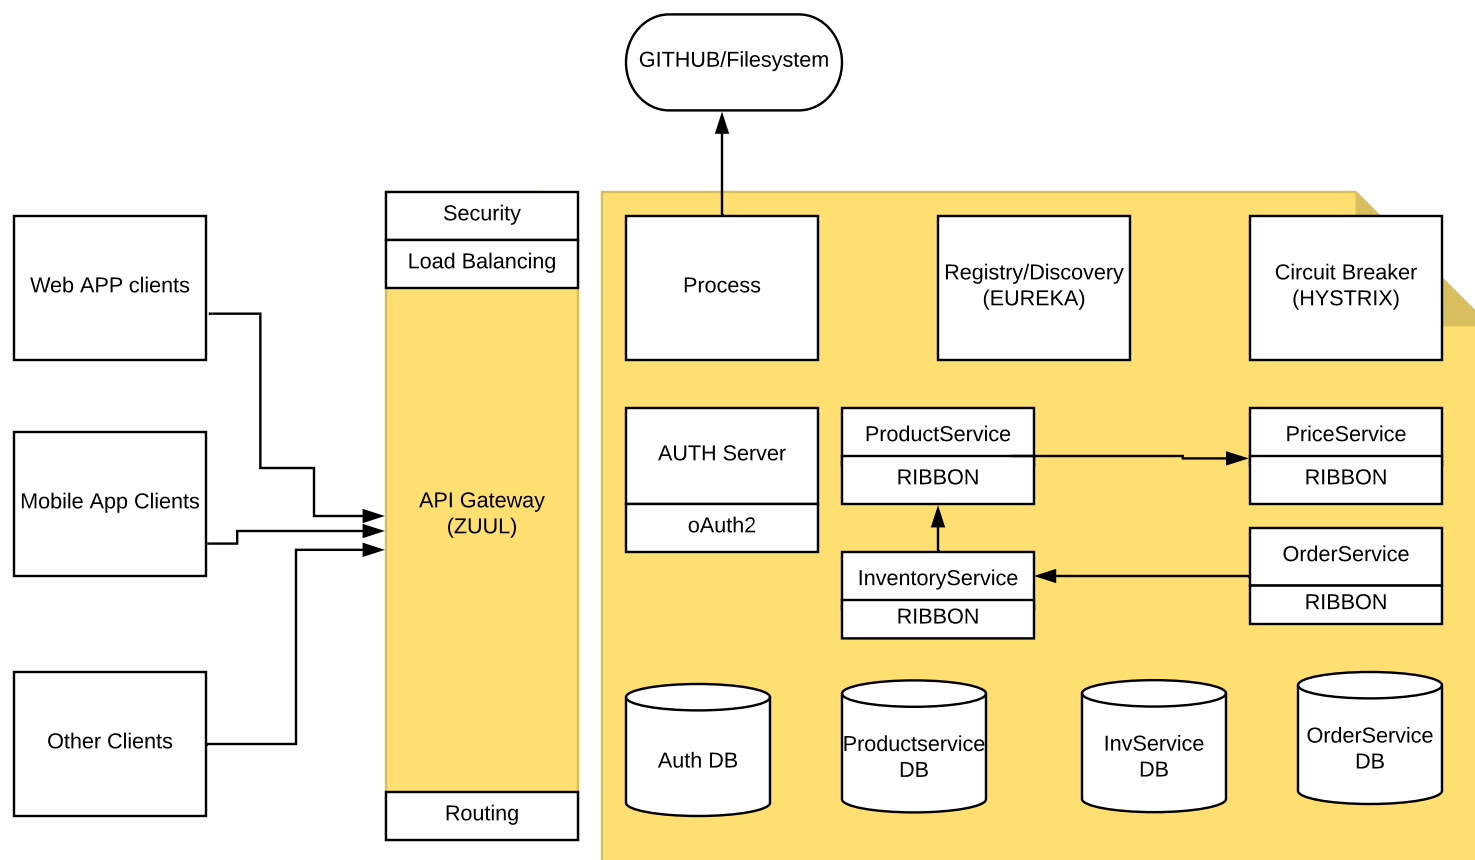 GITHUB/Filesystem
Security
Load Balancing
Web APP clients
Process
Registry/Discovery
(EUREKA)
Circuit Breaker
(HYSTRIX)
Mobile App Clients
API Gateway
(ZUUL)
AUTH Server
oAuth2
ProductService
RIBBON
PriceService
RIBBON
InventoryService
RIBBON
OrderService
RIBBON
Other Clients
Routing
Auth DB
Productservice
DB
InvService
DB
OrderService
DB